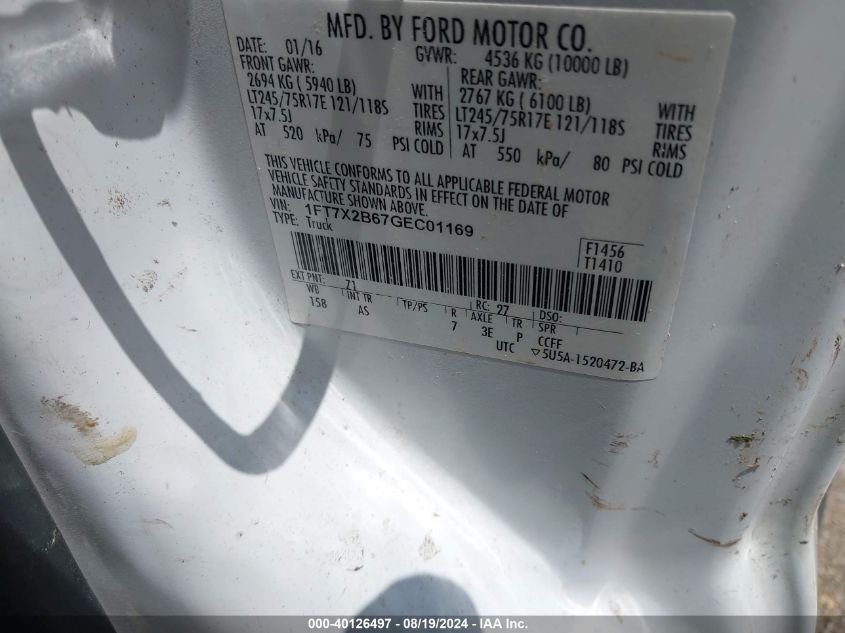 MFD. BY FORD MOTOR CO.
DATE: 01/16 GVWR: 4536 KG (10000 LB)
FRONT GAWR: REAR GAWR:
2694 KG ( 5940 LB) WITH 2767 KG ( 6100 LB) WITH
LT245/75R17E 121/118S TIRES LT245/75R17E 121/118S TIRES
17x7.5J RIMS 17x7.5J RIMS
AT 520 kPa/ 75 PSI COLD AT 550 kPa/ 80 PSI COLD
THIS VEHICLE CONFORMS TO ALL APPLICABLE FEDERAL MOTOR
VEHICLE SAFETY STANDARDS IN EFFECT ON THE DATE OF
MANUFACTURE SHOWN ABOVE.
VIN: 1FT7X2B67GEC01169
TYPE: Truck
F1456
T1410
EXT PNT: Z1 RC: 27 DSO:
WB INT TR TP/PS R AXLE TR SPR
158 AS 7 3E P CCFF
UTC ▽5U5A-1520472-BA
000-40126497 - 08/19/2024 - IAA Inc.